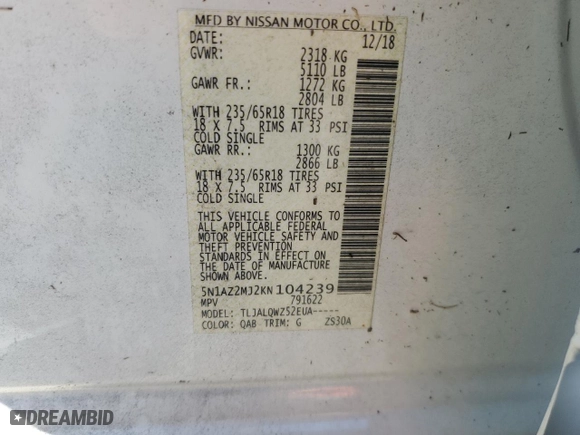 MFD BY NISSAN MOTOR CO., LTD.
DATE: 12/18
GVWR: 2318 KG
5110 LB
GAWR FR.: 1272 KG
2804 LB
WITH 235/65R18 TIRES
18 X 7.5 RIMS AT 33 PSI
COLD SINGLE
GAWR RR.: 1300 KG
2866 LB
WITH 235/65R18 TIRES
18 X 7.5 RIMS AT 33 PSI
COLD SINGLE
THIS VEHICLE CONFORMS TO
ALL APPLICABLE FEDERAL
MOTOR VEHICLE SAFETY AND
THEFT PREVENTION
STANDARDS IN EFFECT ON
THE DATE OF MANUFACTURE
SHOWN ABOVE.
5N1AZ2MJ2KN104239
MPV 791622
MODEL: TLJALQWZ52EUA-----
COLOR: QAB TRIM: G ZS30A
DREAMBID